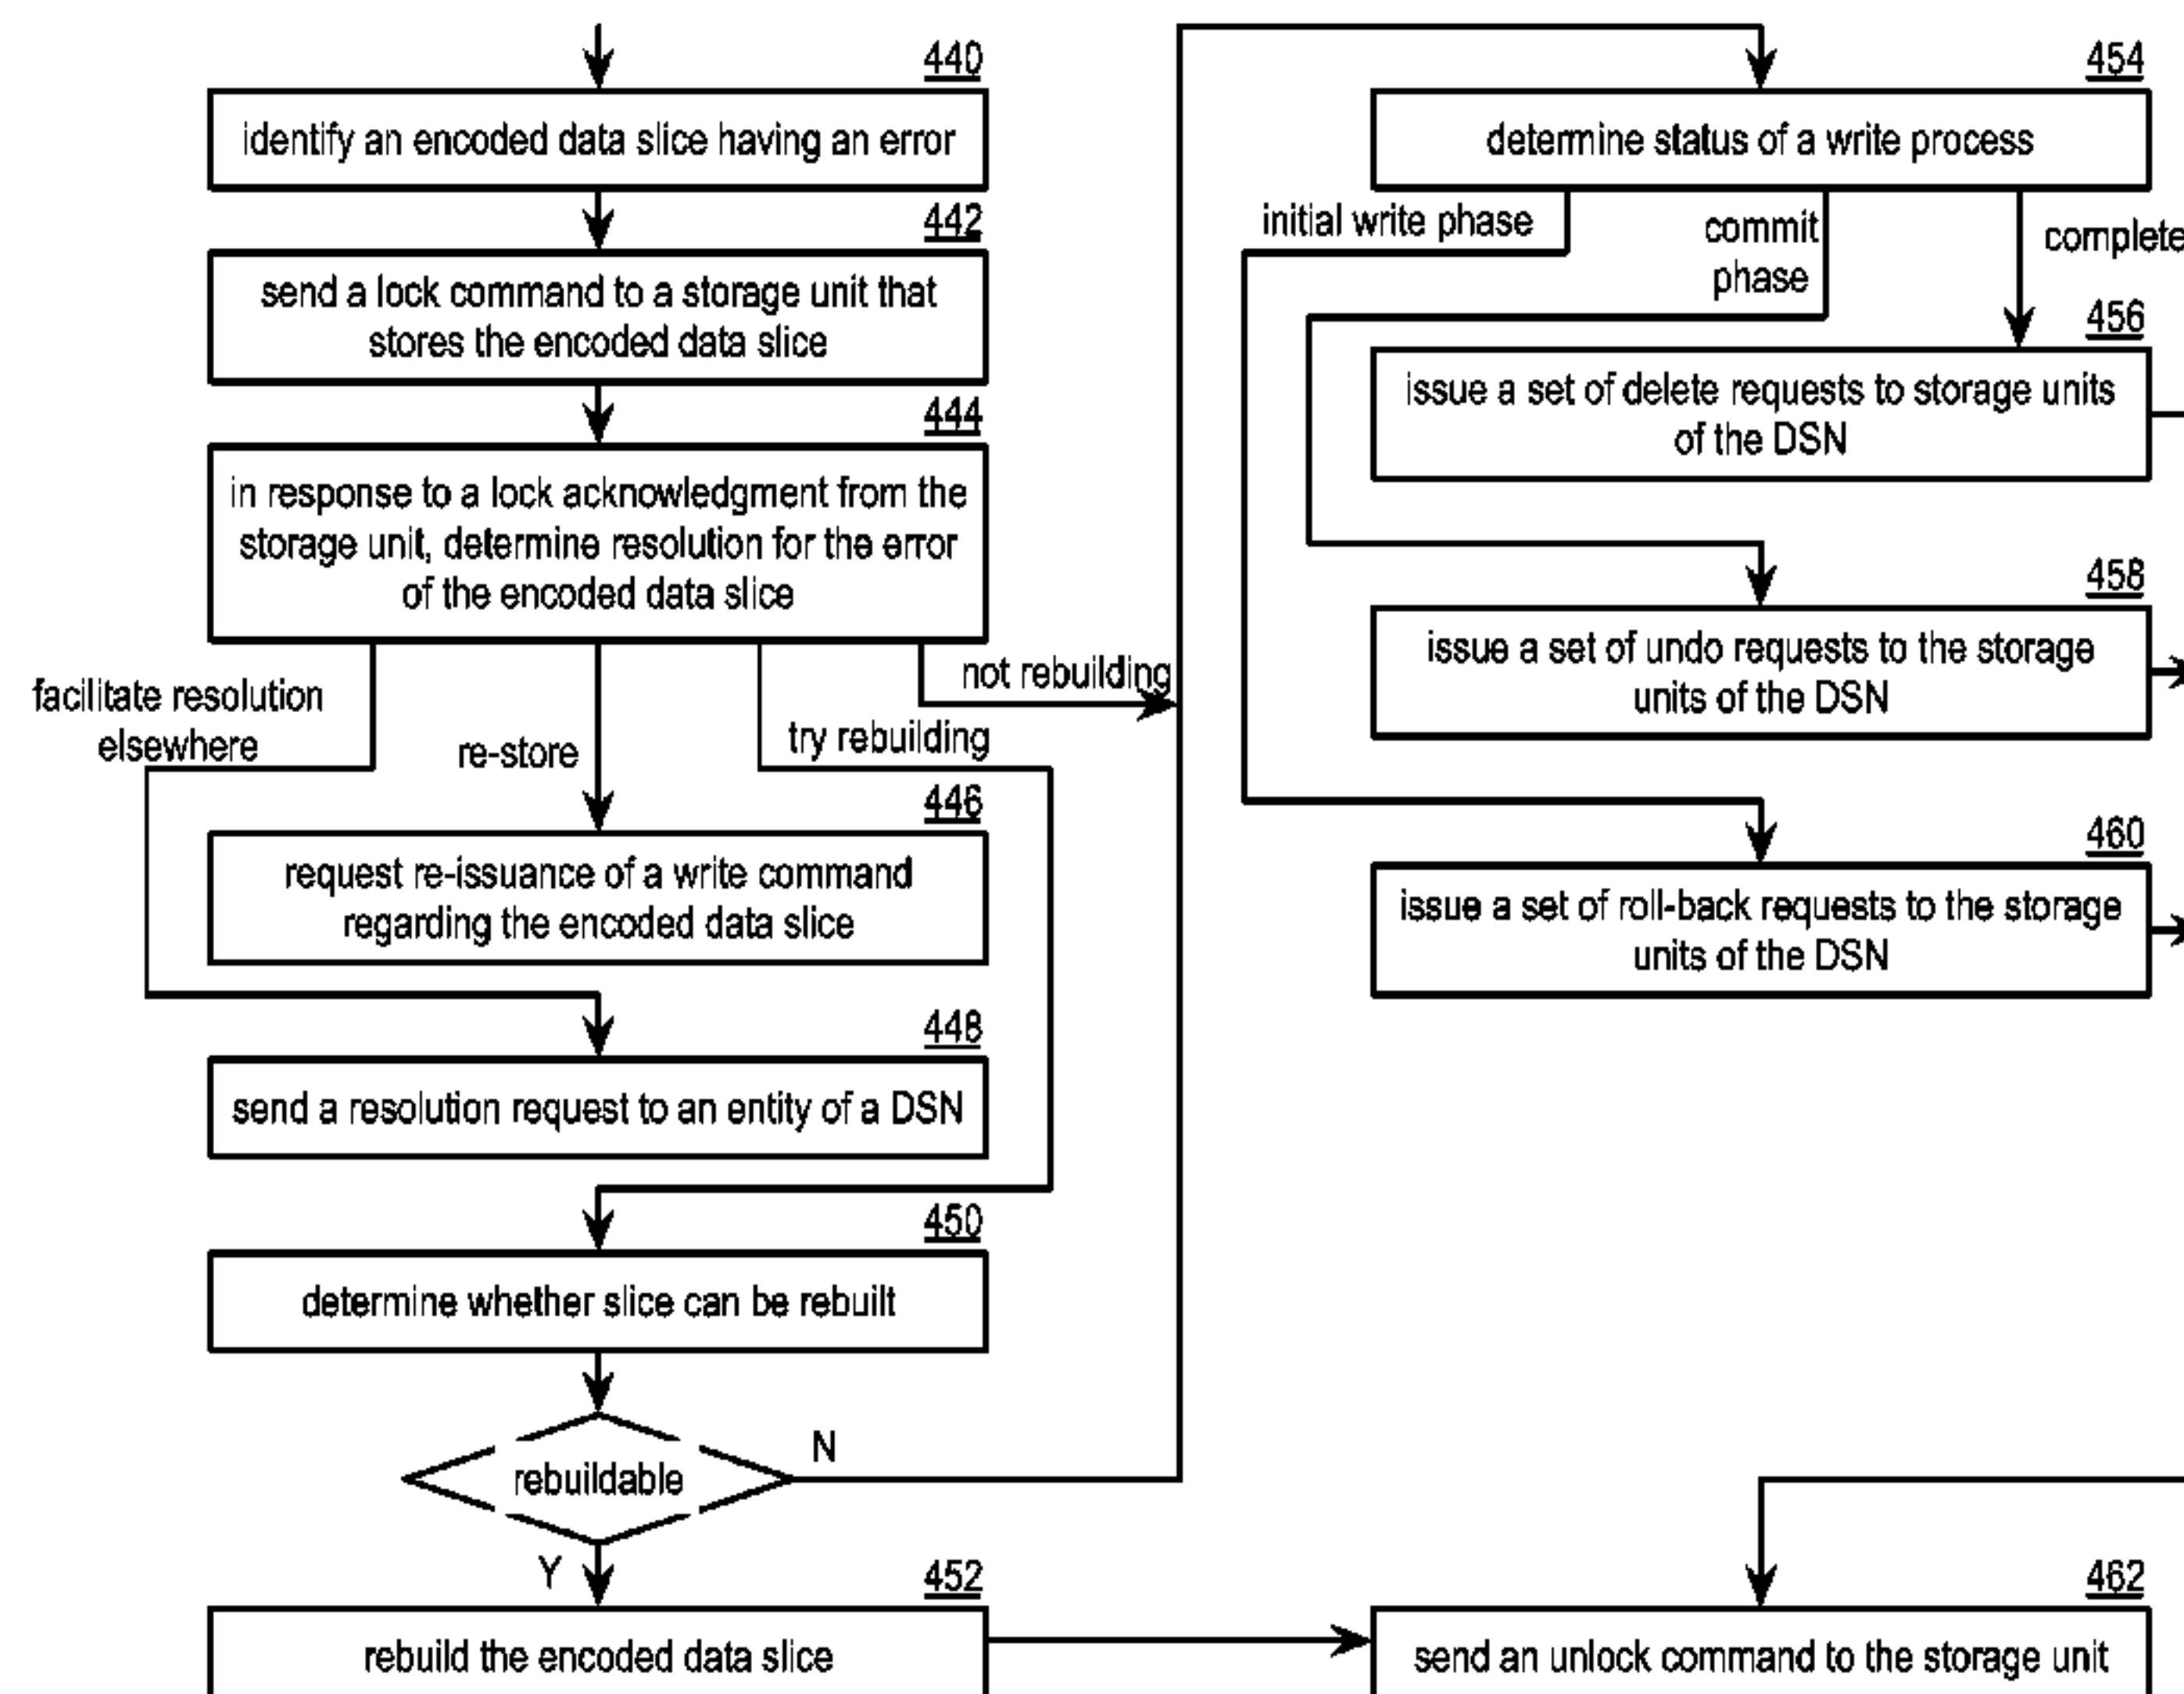 440
identify an encoded data slice having an error
442
send a lock command to a storage unit that
stores the encoded data slice
444
in response to a lock acknowledgment from the
storage unit, determine resolution for the error
of the encoded data slice
facilitate resolution
elsewhere
re-store
try rebuilding
not rebuilding
446
request re-issuance of a write command
regarding the encoded data slice
448
send a resolution request to an entity of a DSN
450
determine whether slice can be rebuilt
rebuildable
N
Y
452
rebuild the encoded data slice
454
determine status of a write process
initial write phase
commit
phase
complete
456
issue a set of delete requests to storage units
of the DSN
458
issue a set of undo requests to the storage
units of the DSN
460
issue a set of roll-back requests to the storage
units of the DSN
462
send an unlock command to the storage unit